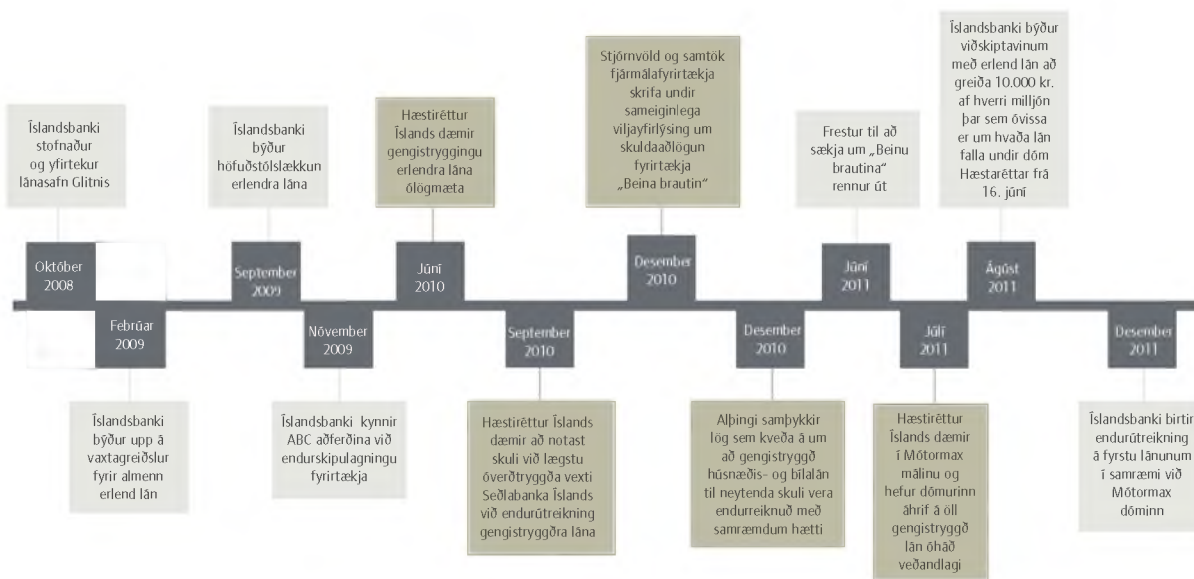 Íslandsbanki
stofnaður
og yfirtekur
lánasafn Glitnis
Október
2008
Febrúar
2009
Íslandsbanki
býður upp á
vaxtagreiðslur
fyrir almenn
erlend lán
Íslandsbanki
býður
höfuðstólslækkun
erlendra lána
September
2009
Nóvember
2009
Íslandsbanki kynnir
ABC aðferðina við
endurskipulagningu
fyrirtækja
Hæstiréttur
Íslands dæmir
gengistryggingu
erlendra lána
ólögmæta
Júní
2010
September
2010
Hæstiréttur Íslands
dæmir að notast
skuli við lægstu
óverðtryggða vexti
Seðlabanka Íslands
við endurútreikning
gengistryggðra lána
Stjórnvöld og samtök
fjármálafyrirtækja
skrifa undir
sameiginlega
viljayfirlýsing um
skuldaaðlögun
fyrirtækja
„Beina brautin“
Desember
2010
Desember
2010
Alþingi samþykkir
lög sem kveða á um
að gengistryggð
húsnæðis- og bílalán
til neytenda skuli vera
endurreiknuð með
samræmdum hætti
Frestur til að
sækja um „Beinu
brautina“
rennur út
Júní
2011
Júlí
2011
Hæstiréttur
Íslands dæmir
í Mótormax
málinu og
hefur dómurinn
áhrif á öll
gengistryggð
lán óháð
veðandlagi
Íslandsbanki býður
viðskiptavinum
með erlend lán að
greiða 10.000 kr.
af hverri milljón
þar sem óvissa
er um hvaða lán
falla undir dóm
Hæstaréttar frá
16. júní
Ágúst
2011
Desember
2011
Íslandsbanki birtir
endurútreikning
á fyrstu lánunum
í samræmi við
Mótormax
dóminn